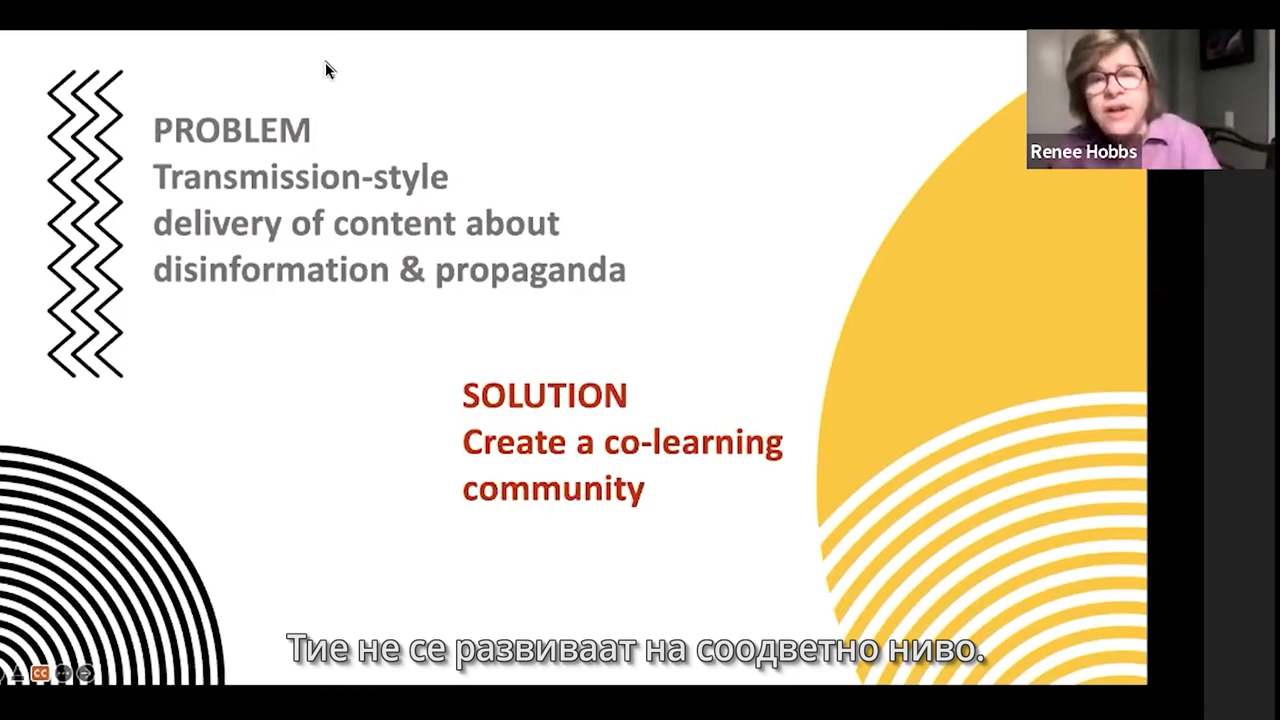 PROBLEM
Transmission-style
delivery of content about
disinformation & propaganda
Renee Hobbs
SOLUTION
Create a co-learning
community
Тие не се развиваат на соодветно ниво.
CC